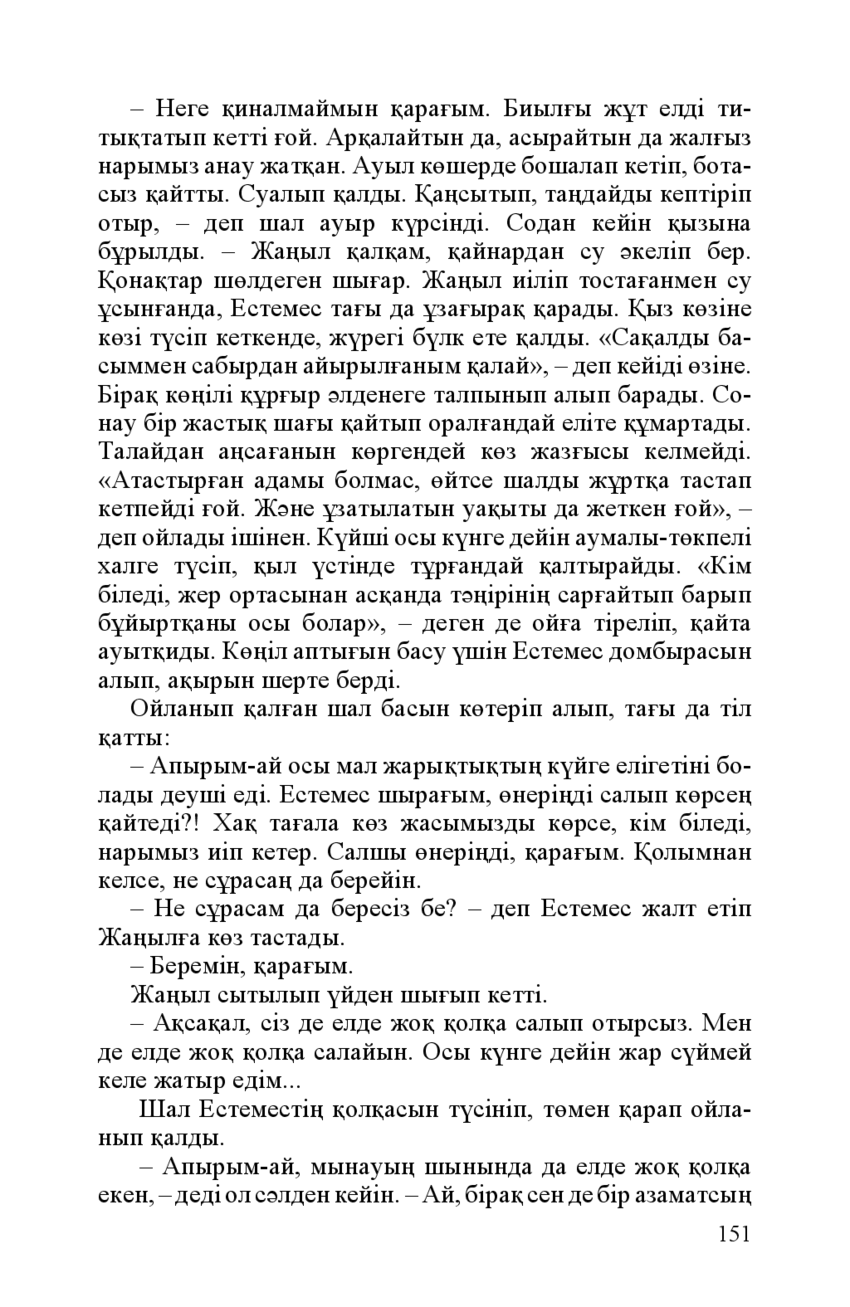 – Неге қиналмаймын қарағым. Биылғы жұт елді ти-
тықтатып кетті ғой. Арқалайтын да, асырайтын да жалғыз
нарымыз анау жатқан. Ауыл көшерде бошалап кетіп, бота-
сыз қайтты. Суалып қалды. Қаңсытып, таңдайды кептіріп
отыр, – деп шал ауыр күрсінді. Содан кейін қызына
бұрылды. – Жаңыл қалқам, қайнардан су әкеліп бер.
Қонақтар шөлдеген шығар. Жаңыл иіліп тостағанмен су
ұсынғанда, Естемес тағы да ұзағырақ қарады. Қыз көзіне
көзі түсіп кеткенде, жүрегі бүлк ете қалды. «Сақалды ба-
сыммен сабырдан айырылғаным қалай», – деп кейіді өзіне.
Бірақ көңілі құрғыр әлденеге талпынып алып барады. Со-
нау бір жастық шағы қайтып оралғандай еліте құмартады.
Талайдан аңсағанын көргендей көз жазғысы келмейді.
«Атастырған адамы болмас, өйтсе шалды жұртқа тастап
кетпейді ғой. Және ұзатылатын уақыты да жеткен ғой», –
деп ойлады ішінен. Күйші осы күнге дейін аумалы-төкпелі
халге түсіп, қыл үстінде тұрғандай қалтырайды. «Кім
біледі, жер ортасынан асқанда тәңірінің сарғайтып барып
бұйыртқаны осы болар», – деген де ойға тіреліп, қайта
ауытқиды. Көңіл аптығын басу үшін Естемес домбырасын
алып, ақырын шерте берді.
Ойланып қалған шал басын көтеріп алып, тағы да тіл
қатты:
– Апырым-ай осы мал жарықтықтың күйге елігетіні бо-
лады деуші еді. Естемес шырағым, өнеріңді салып көрсең
қайтеді?! Хақ тағала көз жасымызды көрсе, кім біледі,
нарымыз иіп кетер. Салшы өнеріңді, қарағым. Қолымнан
келсе, не сұрасаң да берейін.
– Не сұрасам да бересіз бе? – деп Естемес жалт етіп
Жаңылға көз тастады.
– Беремін, қарағым.
Жаңыл сытылып үйден шығып кетті.
– Ақсақал, сіз де елде жоқ қолқа салып отырсыз. Мен
де елде жоқ қолқа салайын. Осы күнге дейін жар сүймей
келе жатыр едім...
Шал Естеместің қолқасын түсініп, төмен қарап ойла-
нып қалды.
– Апырым-ай, мынауың шынында да елде жоқ қолқа
екен, – деді ол сәлден кейін. – Ай, бірақ сен де бір азаматсың
151